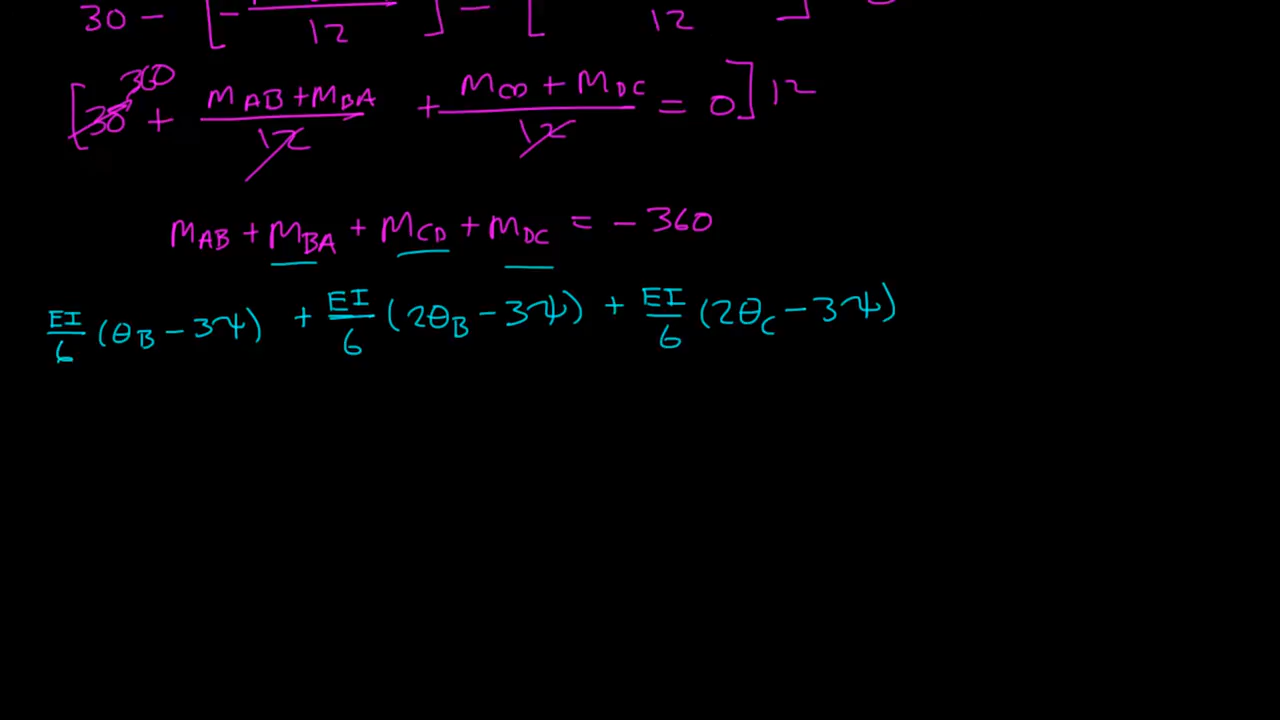 30 - [ - 12 ] - [ 12 ]
[30 360 + MAB + MBA / 12 + MCD + MDC / 12 = 0] 12
MAB + MBA + MCD + MDC = - 360
EI/6 (θB - 3ψ) + EI/6 (2θB - 3ψ) + EI/6 (2θC - 3ψ)